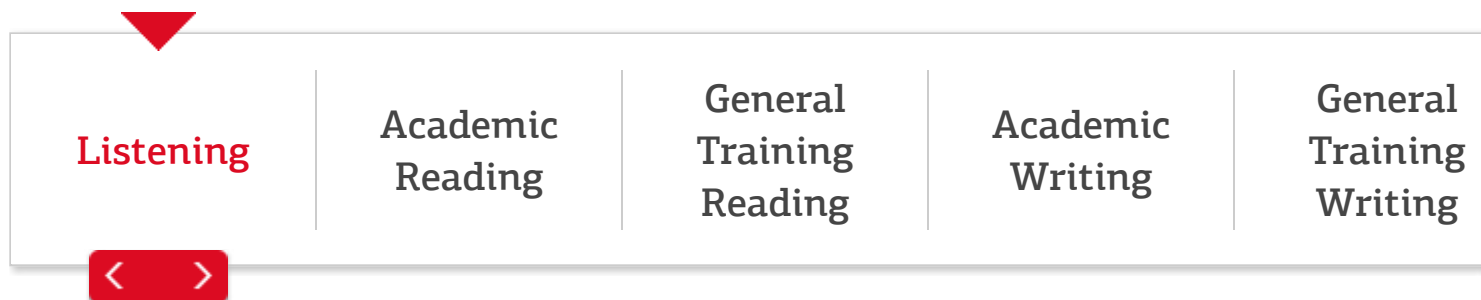 Listening
Academic
Reading
General
Training
Reading
Academic
Writing
General
Training
Writing